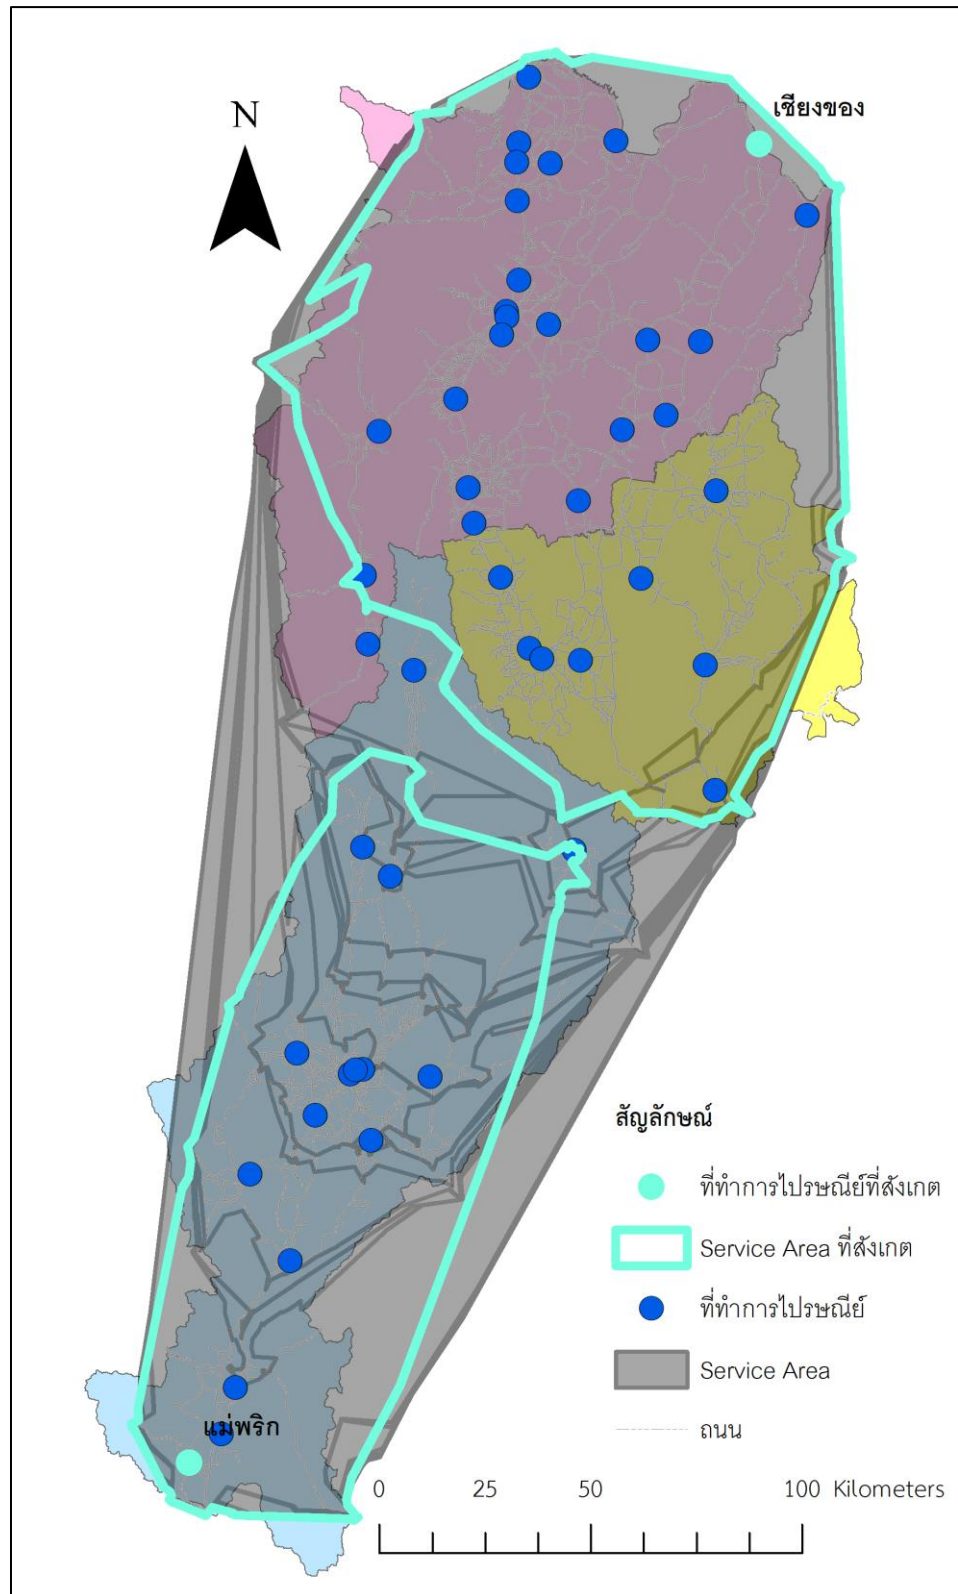 เชียงของ
N
แม่พริก
สัญลักษณ์
ที่ทำการไปรษณีย์ที่สังเกต
Service Area ที่สังเกต
ที่ทำการไปรษณีย์
Service Area
ถนน
0 25 50 100 Kilometers